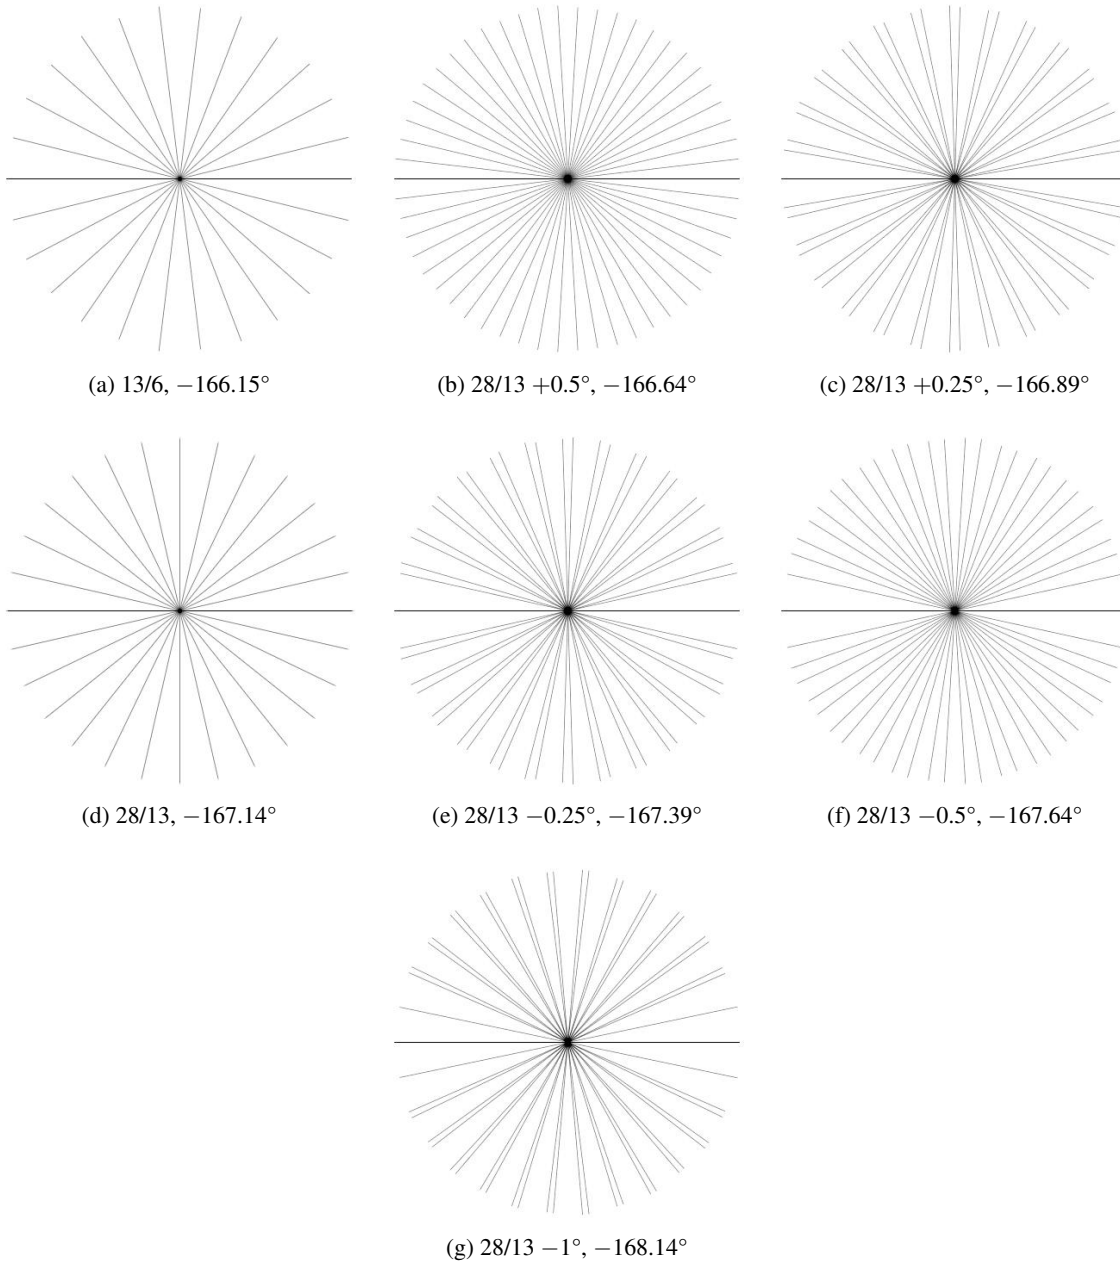 (a) 13/6, −166.15°
(b) 28/13 +0.5°, −166.64°
(c) 28/13 +0.25°, −166.89°
(d) 28/13, −167.14°
(e) 28/13 −0.25°, −167.39°
(f) 28/13 −0.5°, −167.64°
(g) 28/13 −1°, −168.14°